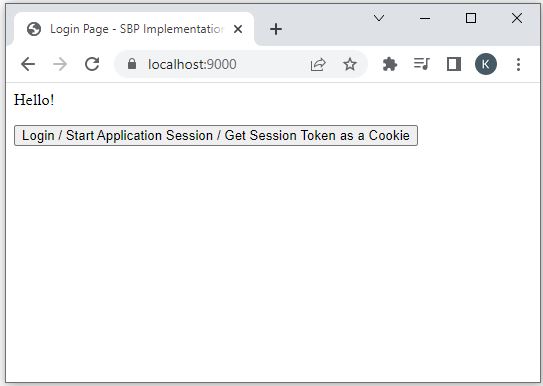 Login Page - SBP Implementation
localhost:9000
K
Hello!
Login / Start Application Session / Get Session Token as a Cookie